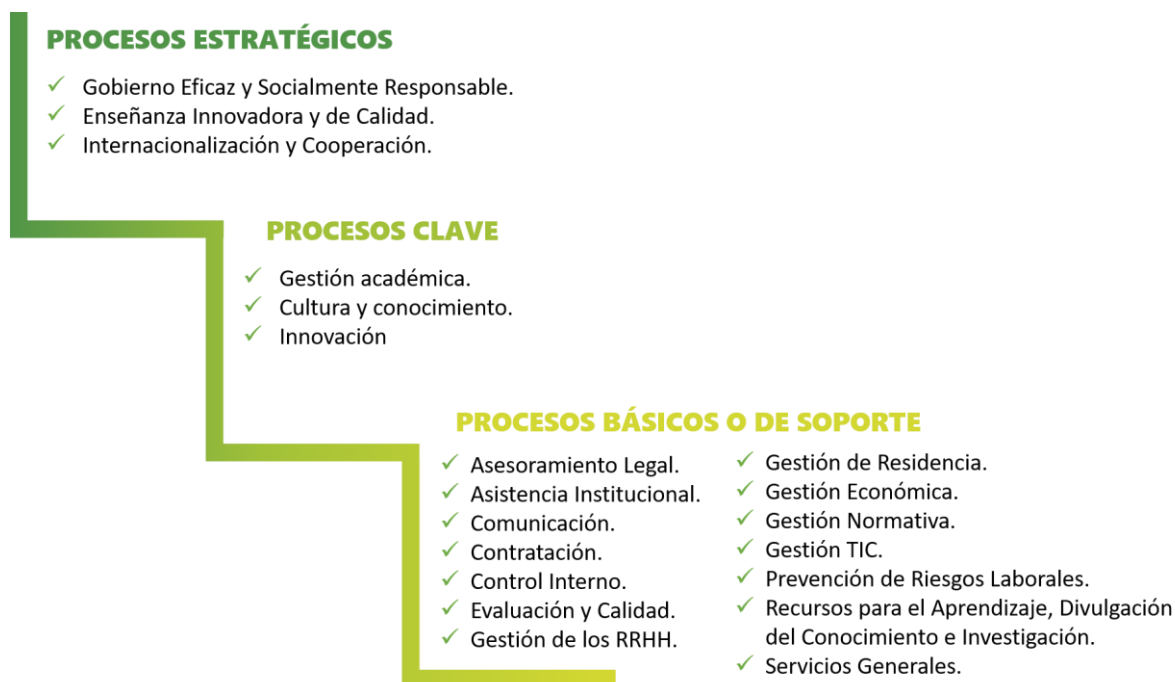 PROCESOS ESTRATÉGICOS
✓ Gobierno Eficaz y Socialmente Responsable.
✓ Enseñanza Innovadora y de Calidad.
✓ Internacionalización y Cooperación.
PROCESOS CLAVE
✓ Gestión académica.
✓ Cultura y conocimiento.
✓ Innovación
PROCESOS BÁSICOS O DE SOPORTE
✓ Asesoramiento Legal.
✓ Asistencia Institucional.
✓ Comunicación.
✓ Contratación.
✓ Control Interno.
✓ Evaluación y Calidad.
✓ Gestión de los RRHH.
✓ Gestión de Residencia.
✓ Gestión Económica.
✓ Gestión Normativa.
✓ Gestión TIC.
✓ Prevención de Riesgos Laborales.
✓ Recursos para el Aprendizaje, Divulgación
del Conocimiento e Investigación.
✓ Servicios Generales.